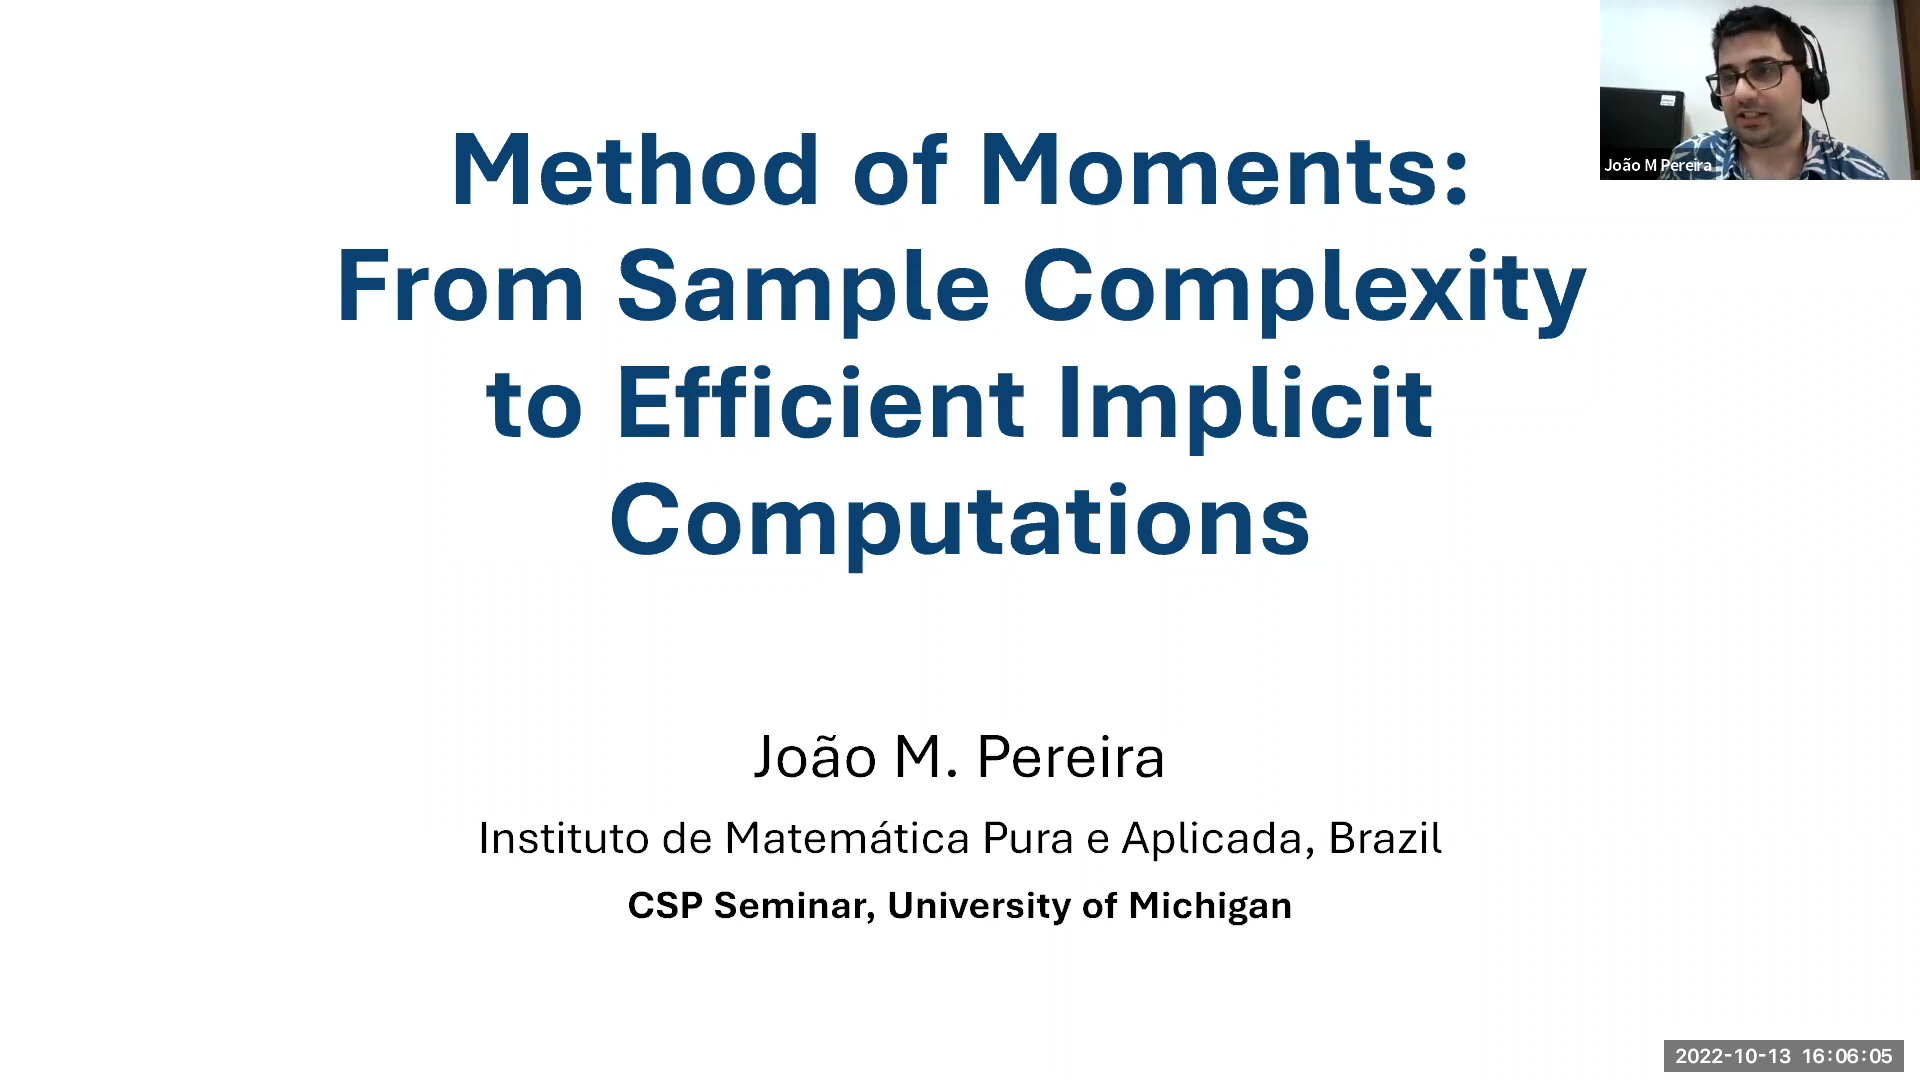 Method of Moments:
From Sample Complexity
to Efficient Implicit
Computations
João M Pereira
João M. Pereira
Instituto de Matemática Pura e Aplicada, Brazil
CSP Seminar, University of Michigan
2022-10-13 16:06:05